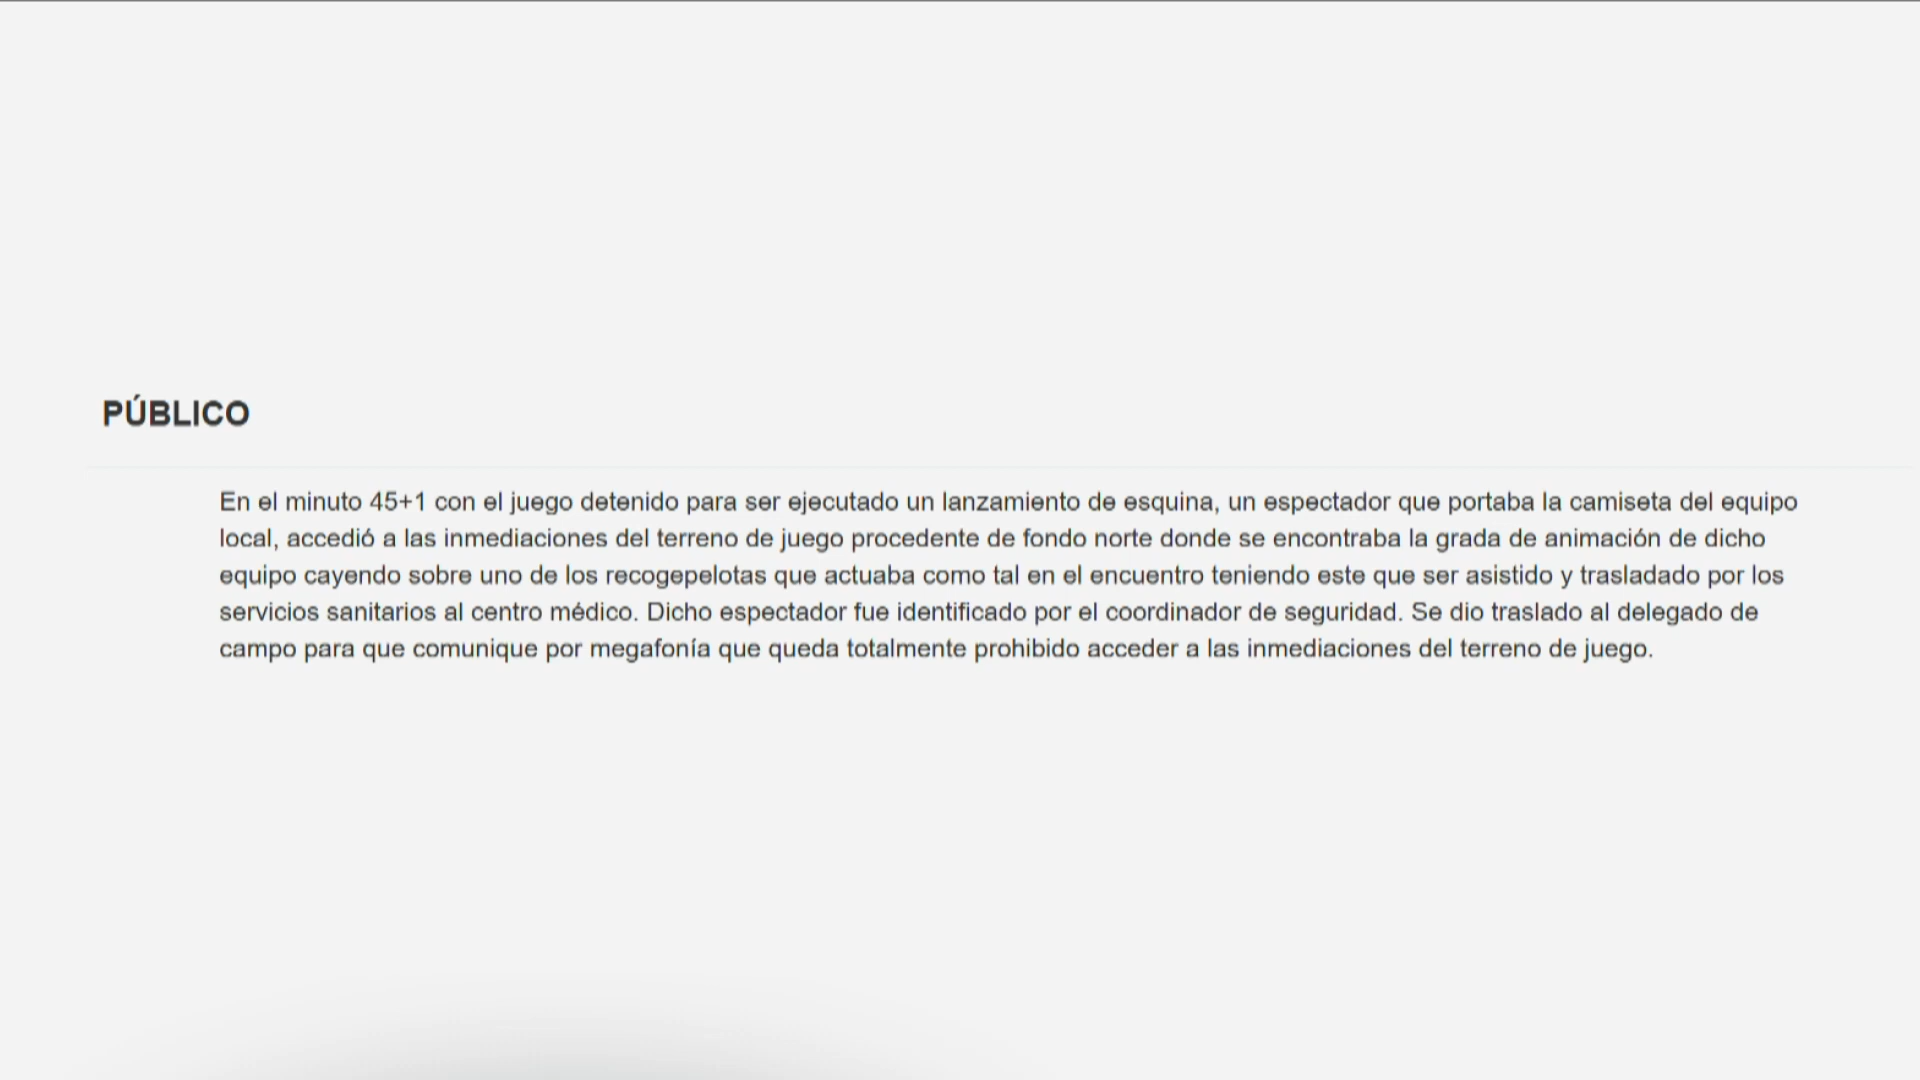 PÚBLICO
En el minuto 45+1 con el juego detenido para ser ejecutado un lanzamiento de esquina, un espectador que portaba la camiseta del equipo
local, accedió a las inmediaciones del terreno de juego procedente de fondo norte donde se encontraba la grada de animación de dicho
equipo cayendo sobre uno de los recogepelotas que actuaba como tal en el encuentro teniendo este que ser asistido y trasladado por los
servicios sanitarios al centro médico. Dicho espectador fue identificado por el coordinador de seguridad. Se dio traslado al delegado de
campo para que comunique por megafonía que queda totalmente prohibido acceder a las inmediaciones del terreno de juego.